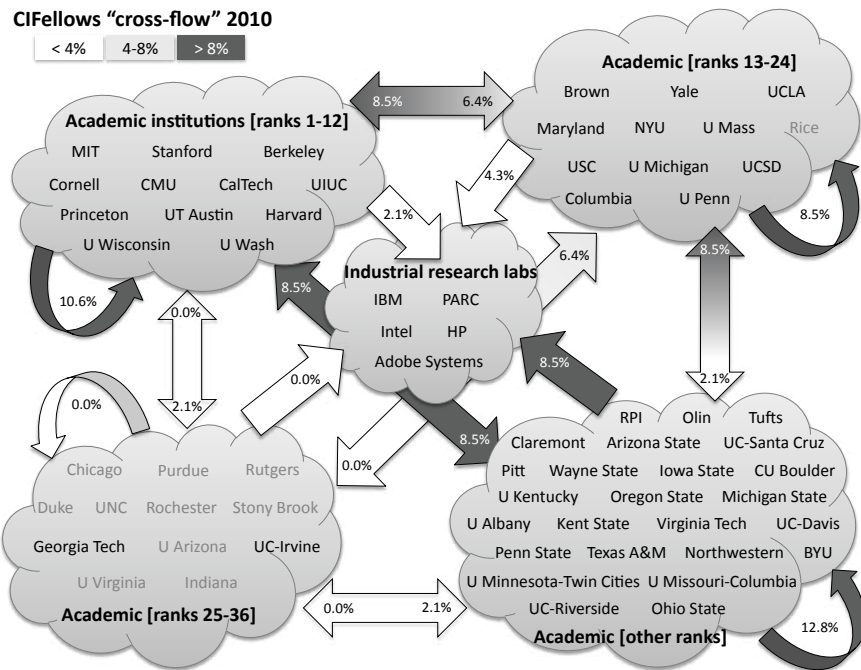 CIFellows “cross-flow” 2010
< 4% 4-8% > 8%
Academic institutions [ranks 1-12]
MIT Stanford Berkeley
Cornell CMU CalTech UIUC
Princeton UT Austin Harvard
U Wisconsin U Wash
10.6%
8.5% 6.4%
Academic [ranks 13-24]
Brown Yale UCLA
Maryland NYU U Mass Rice
USC U Michigan UCSD
Columbia U Penn
8.5%
4.3%
2.1%
6.4%
8.5%
Industrial research labs
IBM PARC
Intel HP
Adobe Systems
0.0%
2.1%
8.5%
2.1%
0.0%
8.5%
8.5%
0.0%
0.0%
Chicago Purdue Rutgers
Duke UNC Rochester Stony Brook
Georgia Tech U Arizona UC-Irvine
U Virginia Indiana
Academic [ranks 25-36]
0.0% 2.1%
RPI Olin Tufts
Claremont Arizona State UC-Santa Cruz
Pitt Wayne State Iowa State CU Boulder
U Kentucky Oregon State Michigan State
U Albany Kent State Virginia Tech UC-Davis
Penn State Texas A&M Northwestern BYU
U Minnesota-Twin Cities U Missouri-Columbia
UC-Riverside Ohio State
Academic [other ranks]
12.8%